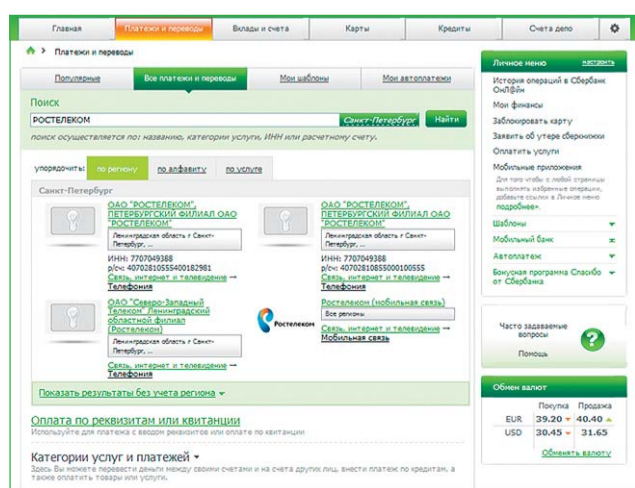 Главная Платежи и переводы Вклады и счета Карты Кредиты Счета депо
Платежи и переводы
Популярные Все платежи и переводы Мои шаблоны Мои автоплатежи
Поиск
РОСТЕЛЕКОМ Санкт-Петербург Найти
поиск осуществляется по: названию, категории услуги, ИНН или расчетному счету.
упорядочить: по региону по алфавиту по услуге
Санкт-Петербург
ОАО "РОСТЕЛЕКОМ",
ПЕТЕРБУРГСКИЙ ФИЛИАЛ ОАО
"РОСТЕЛЕКОМ"
Ленинградская область г Санкт-
Петербург, ...
ИНН: 7707049388
р/сч: 40702810555400182981
Связь, интернет и телевидение →
Телефония
ОАО "РОСТЕЛЕКОМ",
ПЕТЕРБУРГСКИЙ ФИЛИАЛ ОАО
"РОСТЕЛЕКОМ"
Ленинградская область г Санкт-
Петербург, ...
ИНН: 7707049388
р/сч: 40702810855000100555
Связь, интернет и телевидение →
Телефония
ОАО "Северо-Западный
Телеком" Ленинградский
областной филиал
(Ростелеком)
Ленинградская область г Санкт-
Петербург, ...
Связь, интернет и телевидение →
Телефония
Ростелеком
Ростелеком (мобильная связь)
Все регионы
Связь, интернет и телевидение →
Мобильная связь
Показать результаты без учета региона
Оплата по реквизитам или квитанции
Используйте для платежа с вводом реквизитов или оплате по квитанции
Категории услуг и платежей
Здесь Вы можете перевести деньги между своими счетами и на счета других лиц, внести платеж по кредитам, а
также оплатить товары или услуги.
Личное меню настроить
История операций в Сбербанк
ОнЛ@йн
Мои финансы
Заблокировать карту
Заявить об утере сберкнижки
Оплатить услуги
Мобильные приложения
Для того чтобы с любой страницы
выполнять избранные операции,
добавьте ссылки в Личное меню
подробнее».
Шаблоны
Мобильный банк
Автоплатеж
Бонусная программа Спасибо
от Сбербанка
Часто задаваемые
вопросы
Помощь
?
Обмен валют
Покупка Продажа
EUR 39.20 40.40
USD 30.45 31.65
Обменять валюту